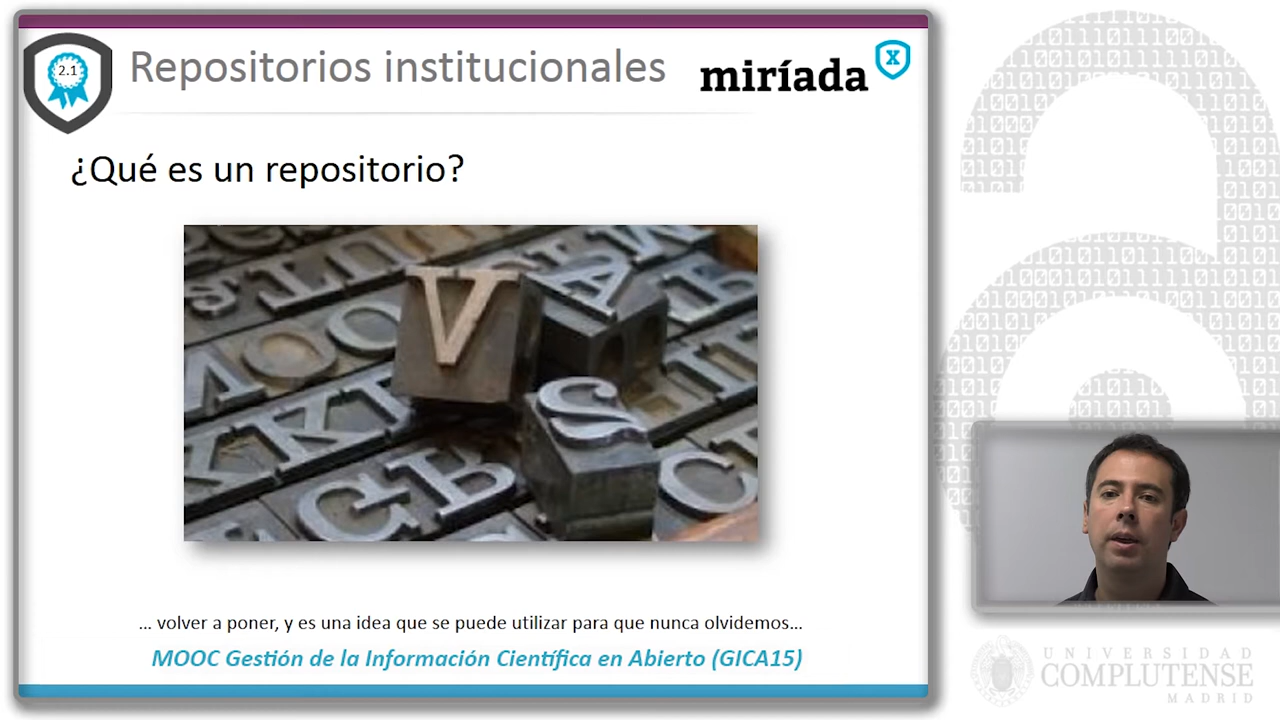 2.1
Repositorios institucionales
miríada
X
¿Qué es un repositorio?
... volver a poner, y es una idea que se puede utilizar para que nunca olvidemos...
MOOC Gestión de la Información Científica en Abierto (GICA15)
UNIVERSIDAD
COMPLUTENSE
MADRID